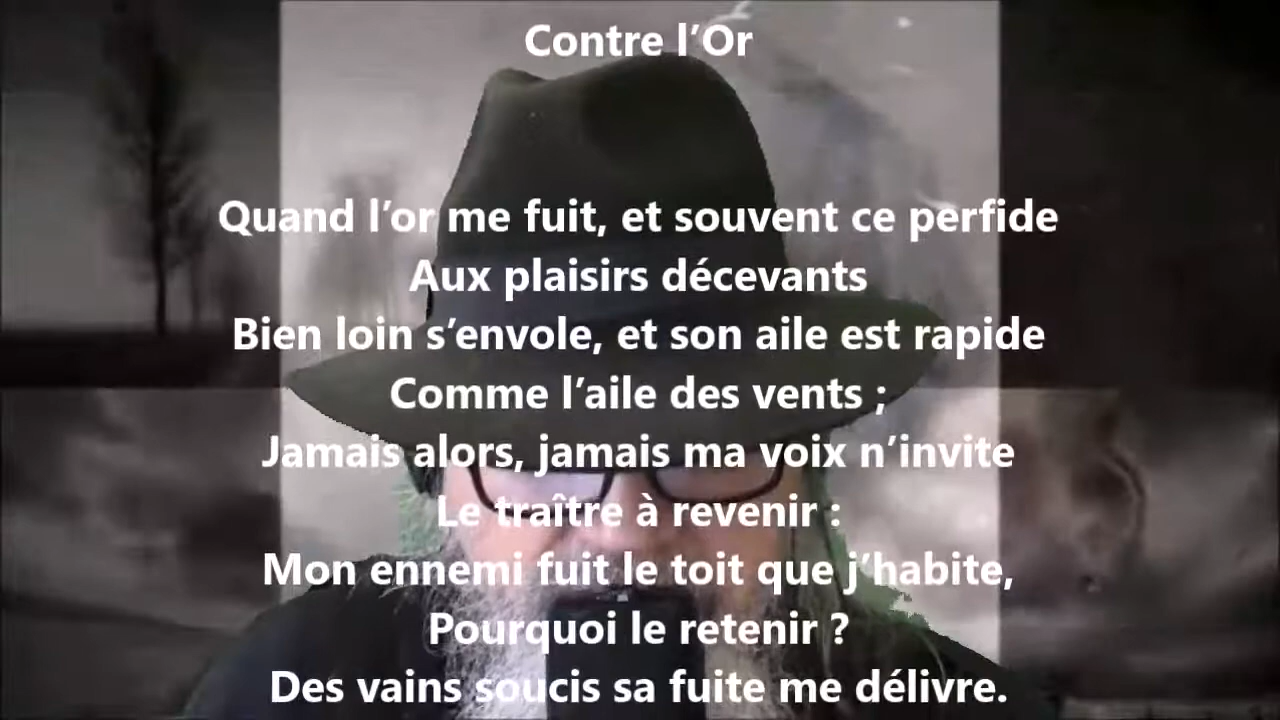 Contre l’Or
Quand l’or me fuit, et souvent ce perfide
Aux plaisirs décevants
Bien loin s’envole, et son aile est rapide
Comme l’aile des vents ;
Jamais alors, jamais ma voix n’invite
Le traître à revenir :
Mon ennemi fuit le toit que j’habite,
Pourquoi le retenir ?
Des vains soucis sa fuite me délivre.